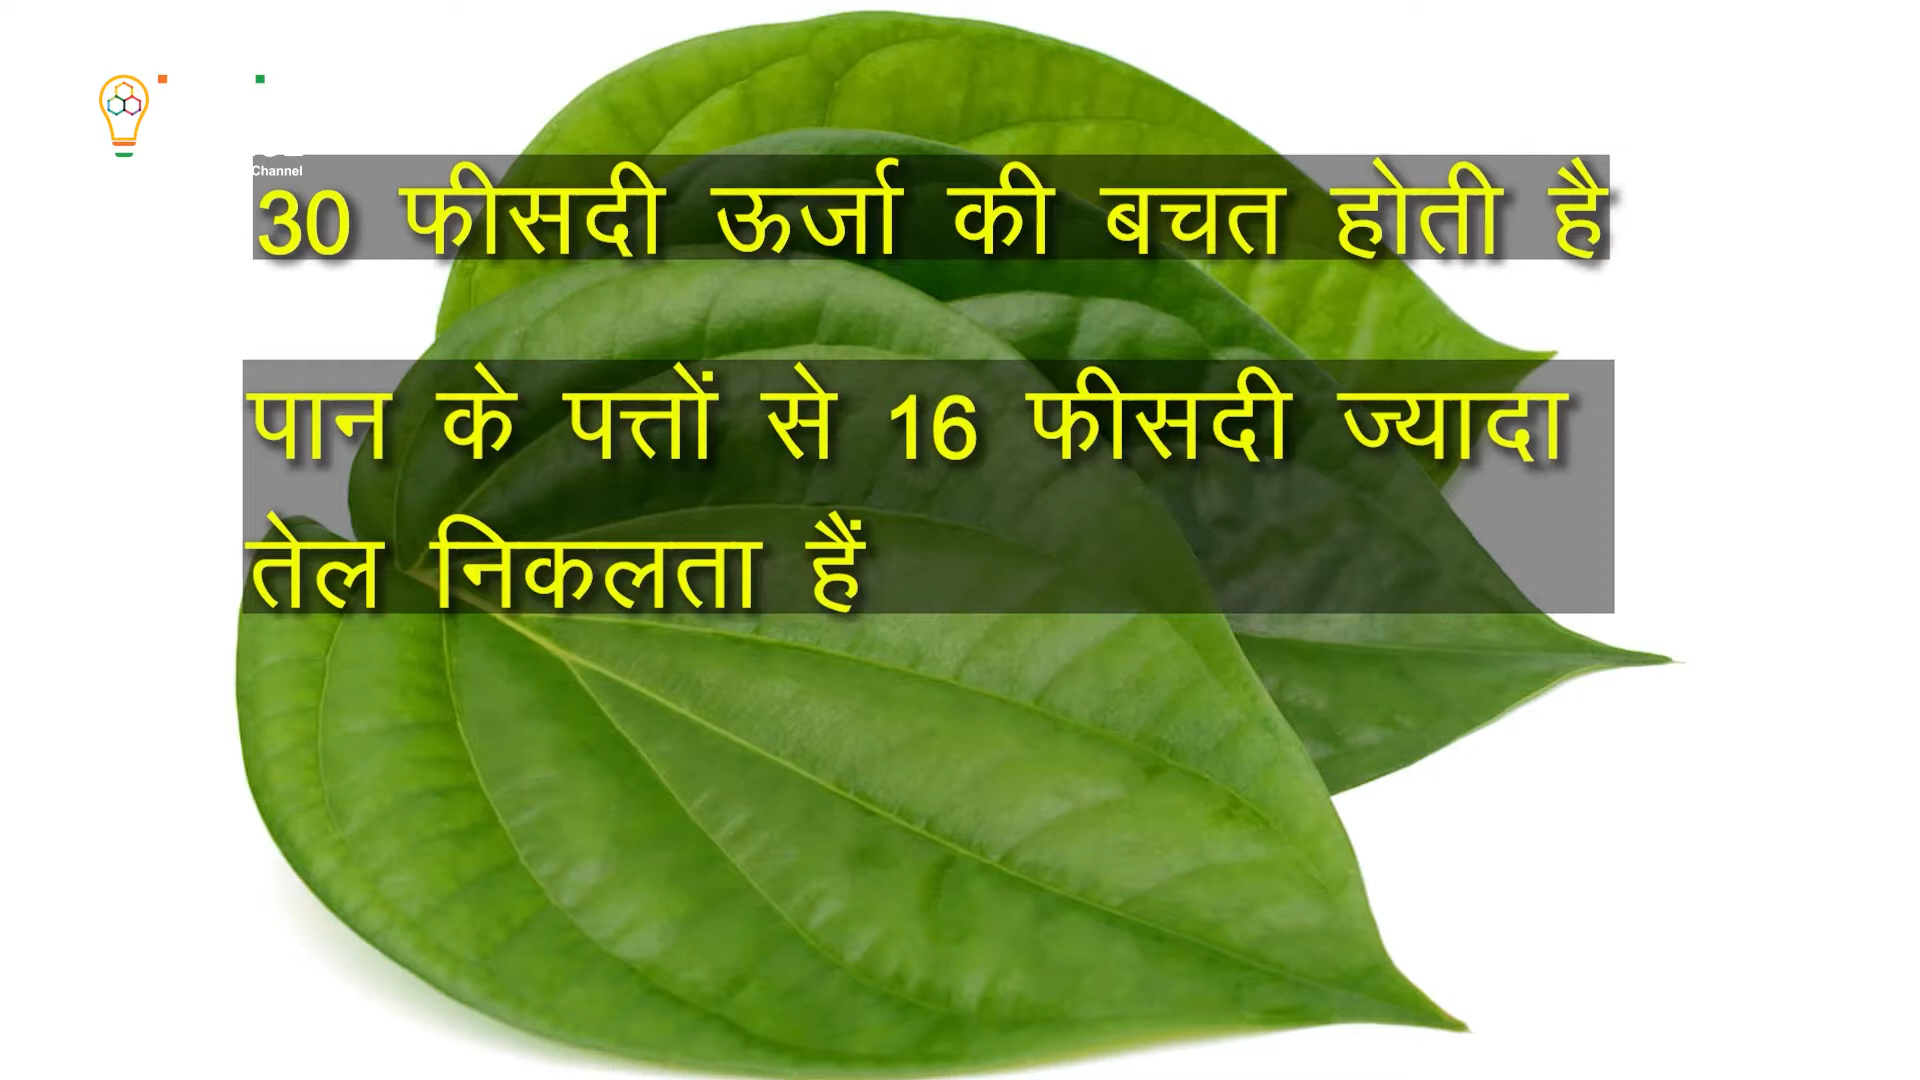 Channel
30 फीसदी ऊर्जा की बचत होती है
पान के पत्तों से 16 फीसदी ज्यादा
तेल निकलता हैं